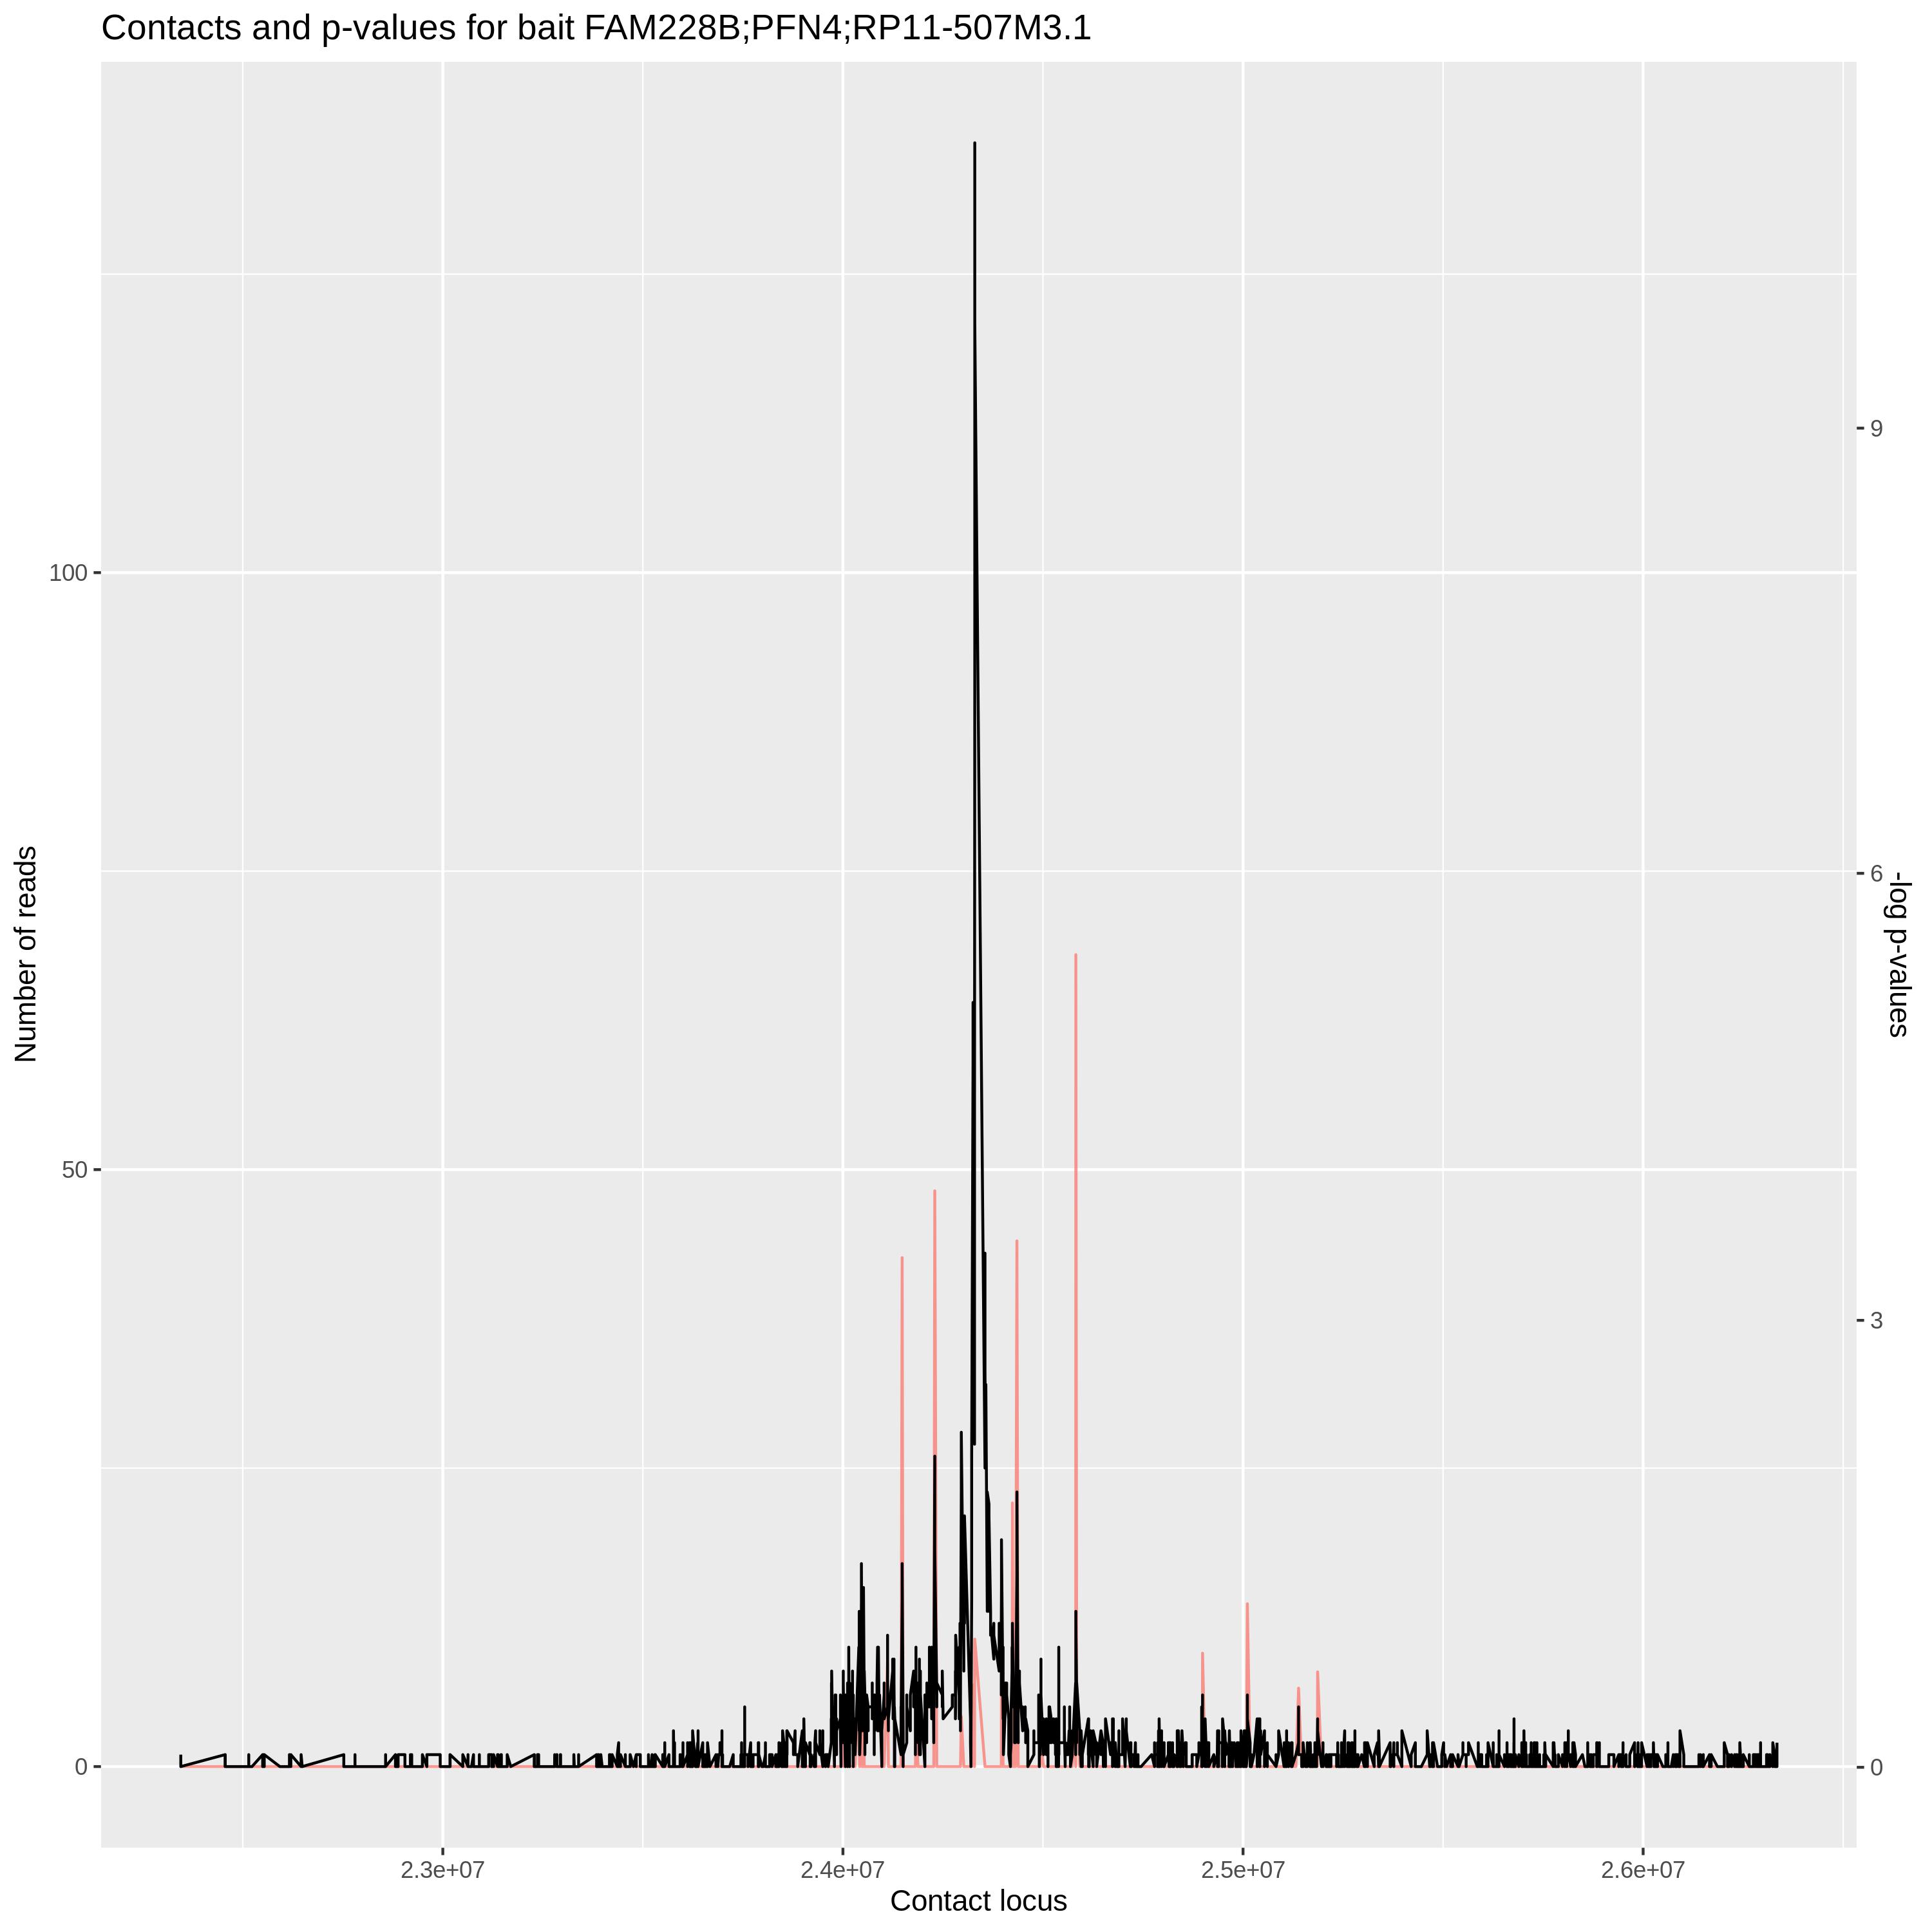 Contacts and p-values for bait FAM228B;PFN4;RP11-507M3.1
Number of reads
100
50
0
9
6
3
0
-log p-values
2.3e+07
2.4e+07
2.5e+07
2.6e+07
Contact locus